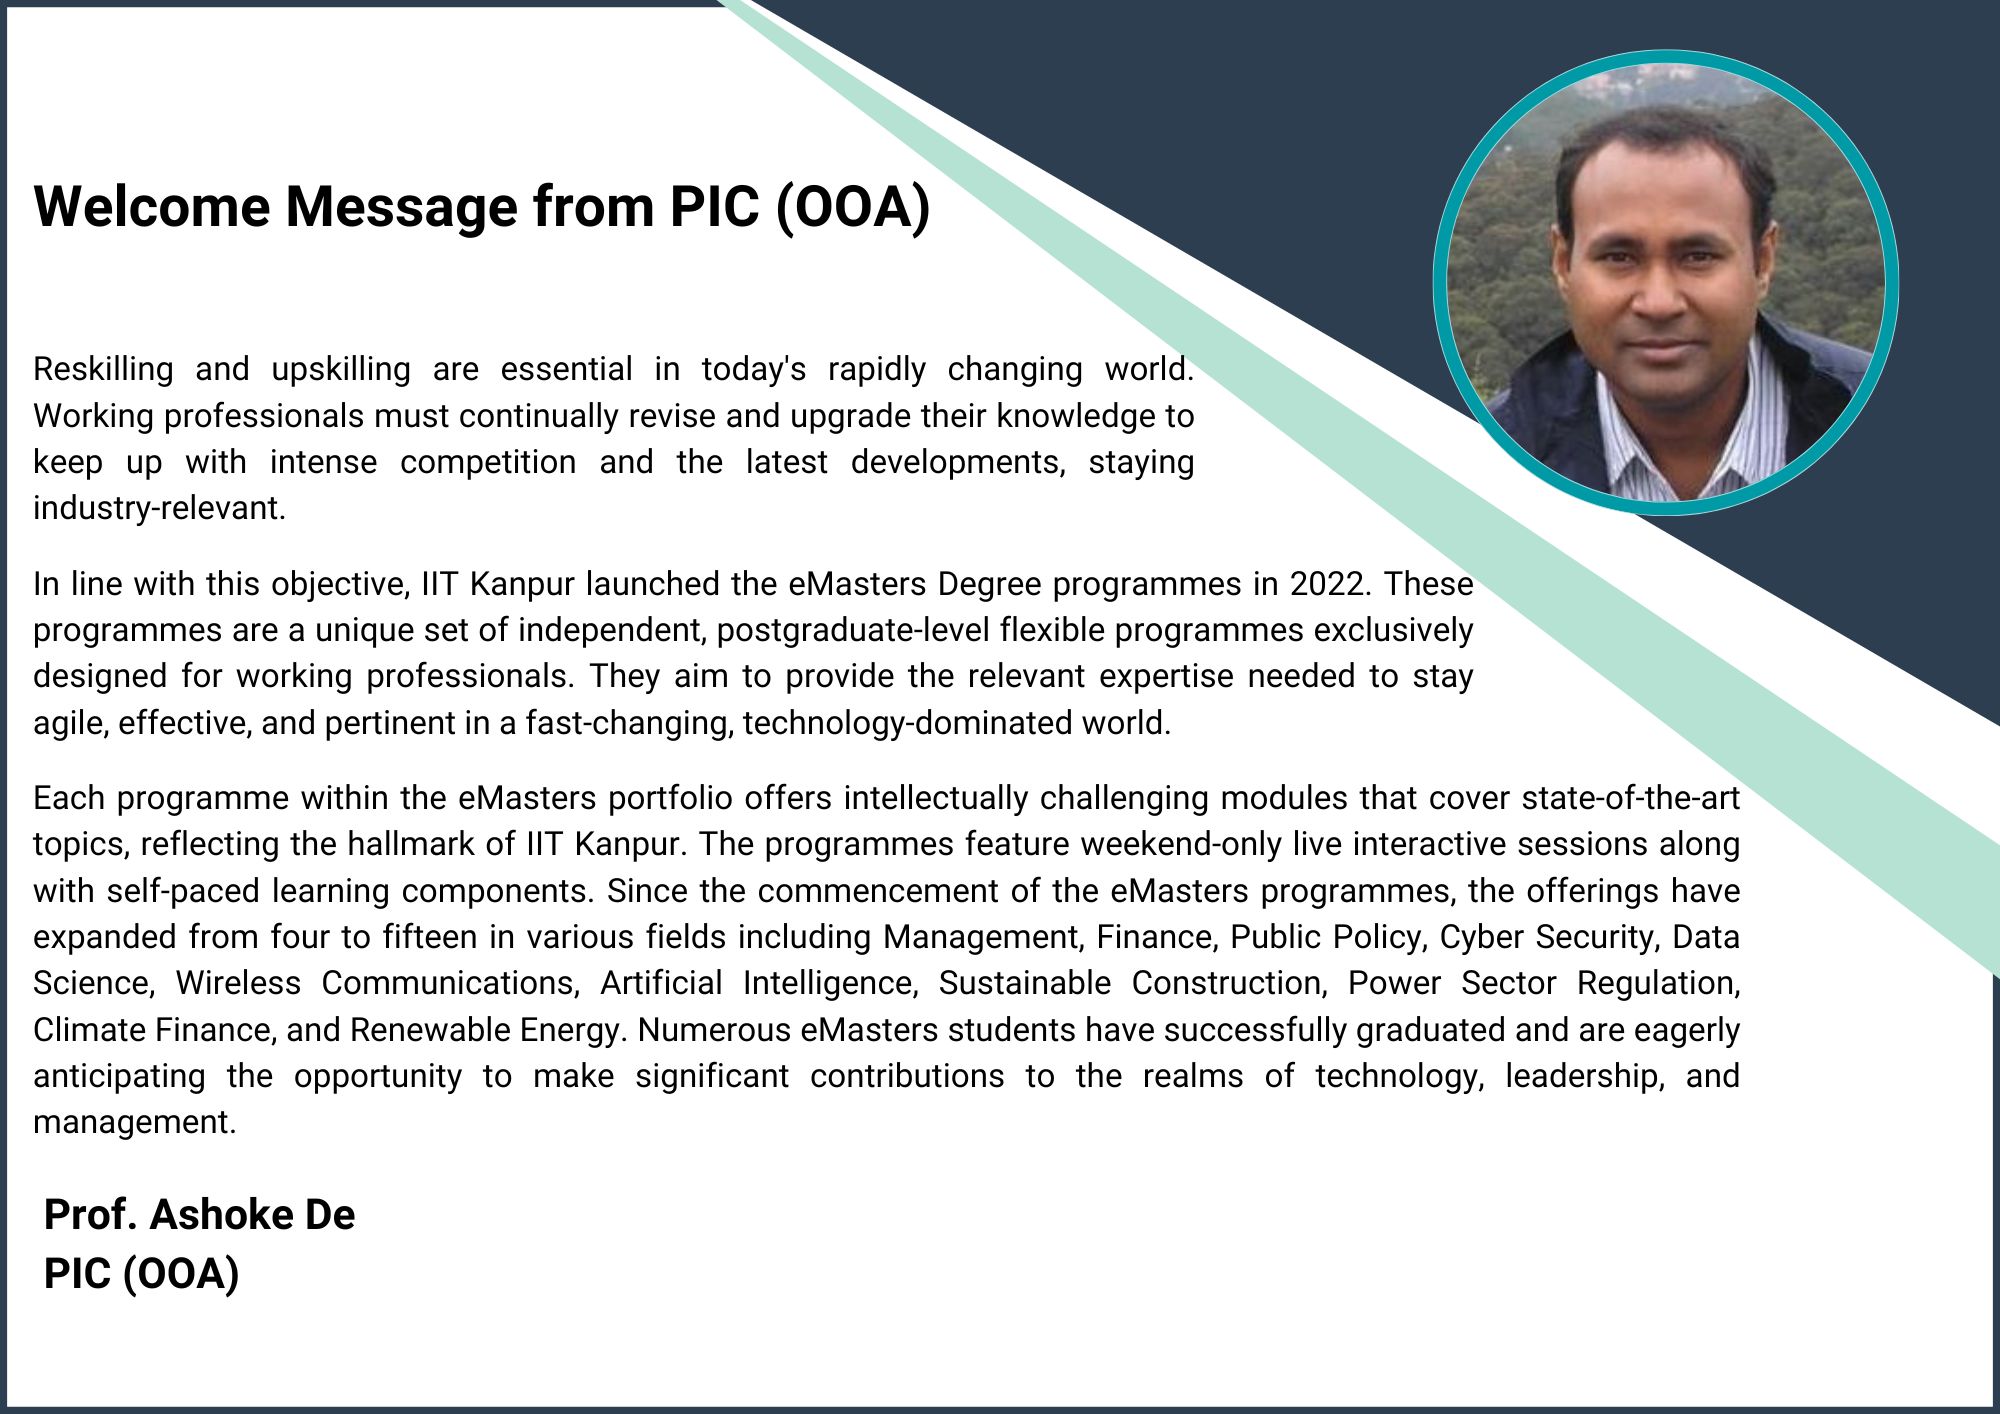 Welcome Message from PIC (OOA)
Reskilling and upskilling are essential in today's rapidly changing world.
Working professionals must continually revise and upgrade their knowledge to
keep up with intense competition and the latest developments, staying
industry-relevant.
In line with this objective, IIT Kanpur launched the eMasters Degree programmes in 2022. These
programmes are a unique set of independent, postgraduate-level flexible programmes exclusively
designed for working professionals. They aim to provide the relevant expertise needed to stay
agile, effective, and pertinent in a fast-changing, technology-dominated world.
Each programme within the eMasters portfolio offers intellectually challenging modules that cover state-of-the-art
topics, reflecting the hallmark of IIT Kanpur. The programmes feature weekend-only live interactive sessions along
with self-paced learning components. Since the commencement of the eMasters programmes, the offerings have
expanded from four to fifteen in various fields including Management, Finance, Public Policy, Cyber Security, Data
Science, Wireless Communications, Artificial Intelligence, Sustainable Construction, Power Sector Regulation,
Climate Finance, and Renewable Energy. Numerous eMasters students have successfully graduated and are eagerly
anticipating the opportunity to make significant contributions to the realms of technology, leadership, and
management.
Prof. Ashoke De
PIC (OOA)